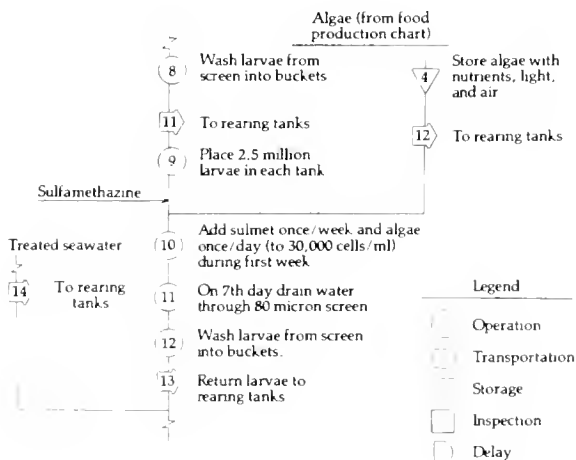 Algae (from food
production chart)
8
Wash larvae from
screen into buckets
4
Store algae with
nutrients, light,
and air
11
To rearing tanks
12
To rearing tanks
9
Place 2.5 million
larvae in each tank
Sulfamethazine
10
Add sulmet once/week and algae
once/day (to 30,000 cells/ml)
during first week
Treated seawater
14
To rearing
tanks
11
On 7th day drain water
through 80 micron screen
12
Wash larvae from screen
into buckets.
13
Return larvae to
rearing tanks
Legend
Operation
Transportation
Storage
Inspection
Delay